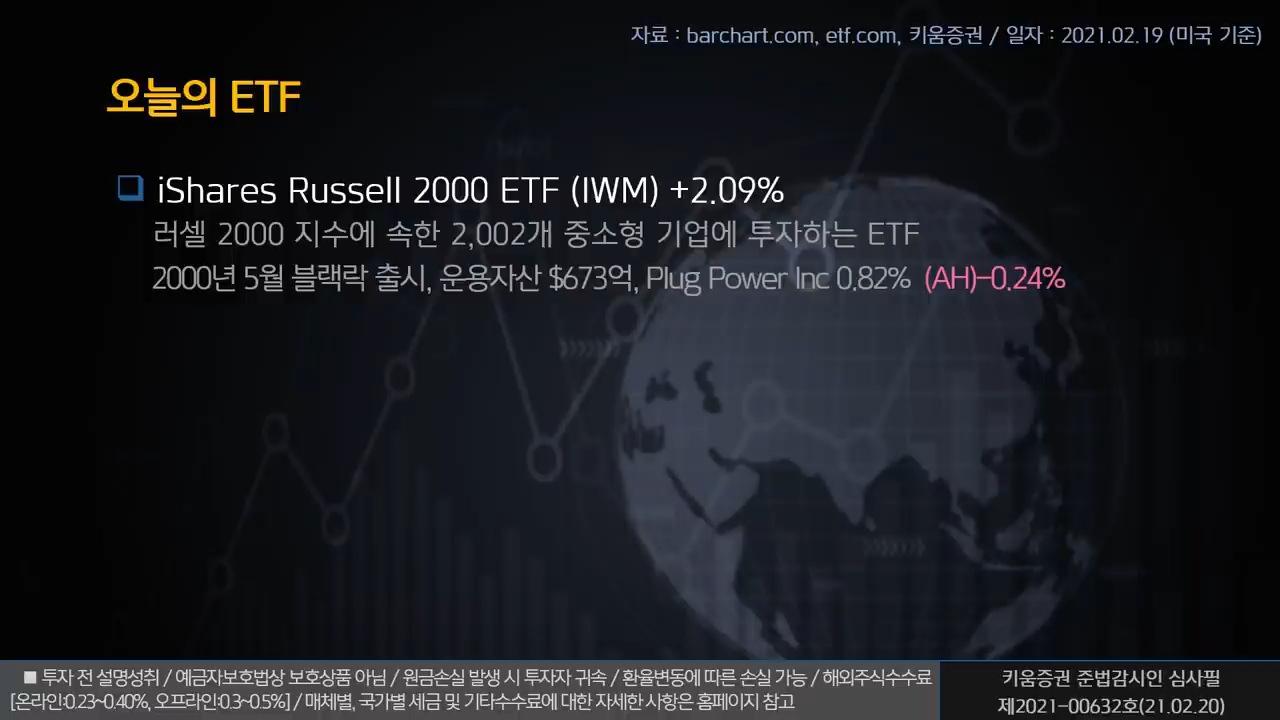 자료 : barchart.com, etf.com, 키움증권 / 일자 : 2021.02.19 (미국 기준)
오늘의 ETF
❑ iShares Russell 2000 ETF (IWM) +2.09%
러셀 2000 지수에 속한 2,002개 중소형 기업에 투자하는 ETF
2000년 5월 블랙락 출시, 운용자산 $673억, Plug Power Inc 0.82% (AH)-0.24%
■ 투자 전 설명성취 / 예금자보호법상 보호상품 아님 / 원금손실 발생 시 투자자 귀속 / 환율변동에 따른 손실 가능 / 해외주식수수료
[온라인:0.23~0.40%, 오프라인:0.3~0.5%] / 매체별, 국가별 세금 및 기타수수료에 대한 자세한 사항은 홈페이지 참고
키움증권 준법감시인 심사필
제2021-00632호(21.02.20)